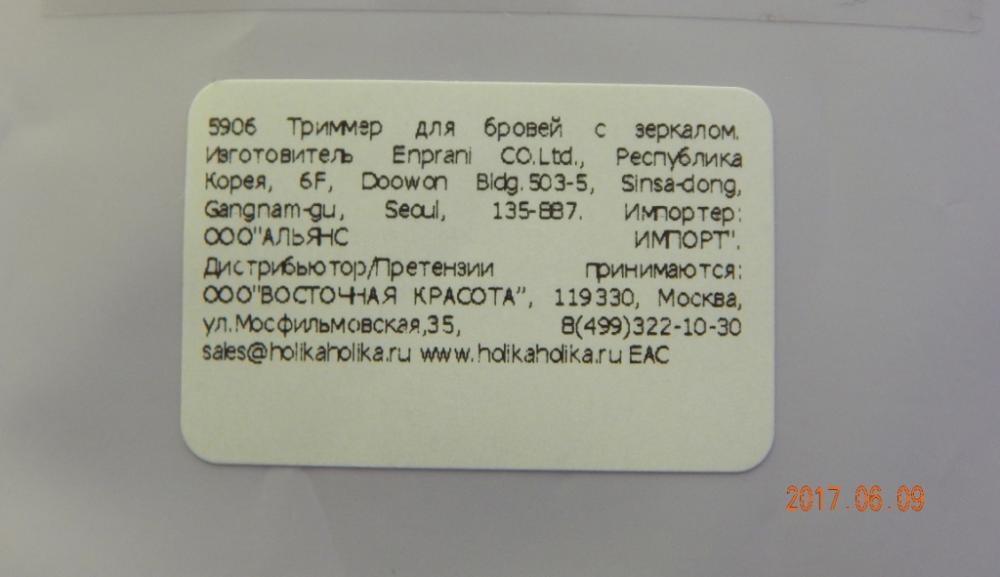 5906 Триммер для бровей с зеркалом.
Изготовитель Enprani CO.Ltd., Республика
Корея, 6F, Doowon Bldg.503-5, Sinsa-dong,
Gangnam-gu, Seoul, 135-887. Импортер:
ООО"АЛЬЯНС ИМПОРТ".
Дистрибьютор/Претензии принимаются:
ООО"ВОСТОЧНАЯ КРАСОТА", 119330, Москва,
ул.Мосфильмовская,35, 8(499)322-10-30
sales@holikaholika.ru www.holikaholika.ru EAC
2017.06.09